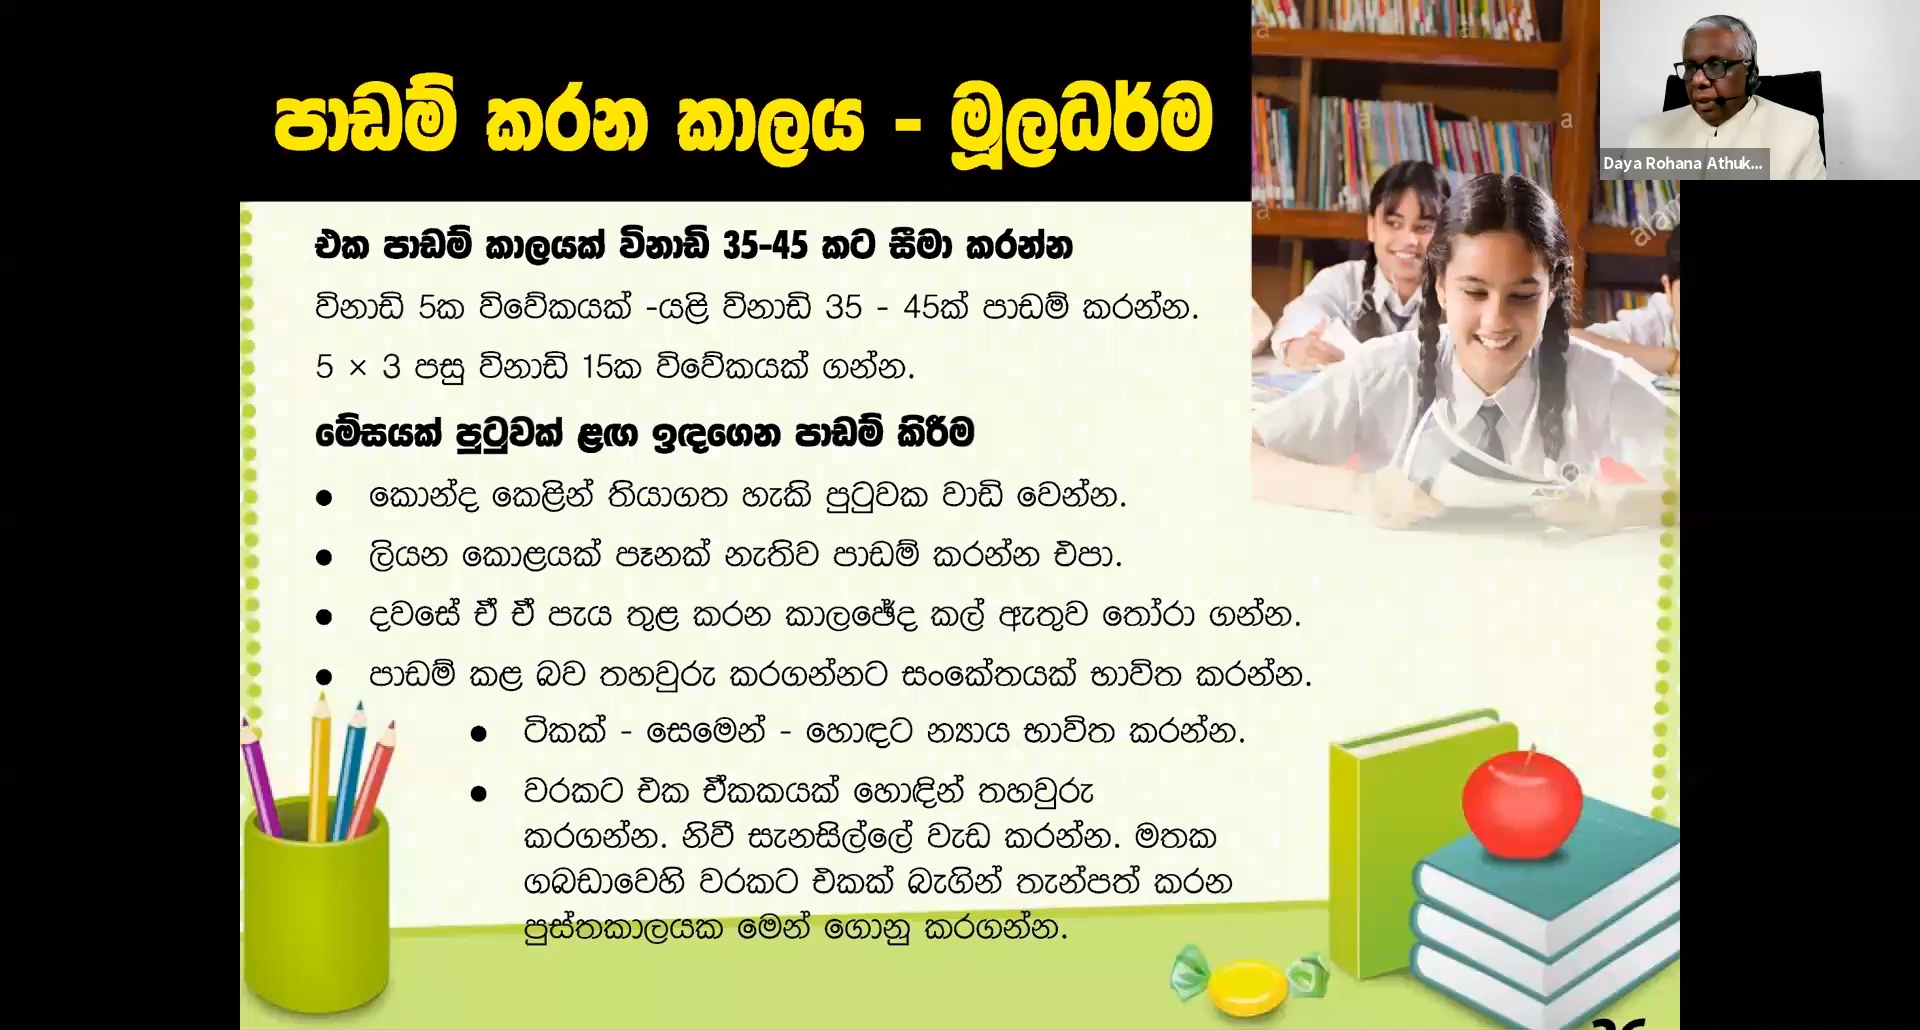 පාඩම් කරන කාලය - මූලධර්ම
Daya Rohana Athuk...
එක පාඩම් කාලයක් විනාඩි 35-45 කට සීමා කරන්න
විනාඩි 5ක විවේකයක් -යළි විනාඩි 35 - 45ක් පාඩම් කරන්න.
5 × 3 පසු විනාඩි 15ක විවේකයක් ගන්න.
මේසයක් පුටුවක් ළඟ ඉඳගෙන පාඩම් කිරීම
● කොන්ද කෙළින් තියාගත හැකි පුටුවක වාඩි වෙන්න.
● ලියන කොළයක් පෑනක් නැතිව පාඩම් කරන්න එපා.
● දවසේ ඒ ඒ පැය තුළ කරන කාලඡේද කල් ඇතුව තෝරා ගන්න.
● පාඩම් කළ බව තහවුරු කරගන්නට සංකේතයක් භාවිත කරන්න.
● ටිකක් - සෙමෙන් - හොඳට න්‍යාය භාවිත කරන්න.
● වරකට එක ඒකකයක් හොඳින් තහවුරු
කරගන්න. නිවී සැනසිල්ලේ වැඩ කරන්න. මතක
ගබඩාවෙහි වරකට එකක් බැගින් තැන්පත් කරන
පුස්තකාලයක මෙන් ගොනු කරගන්න.